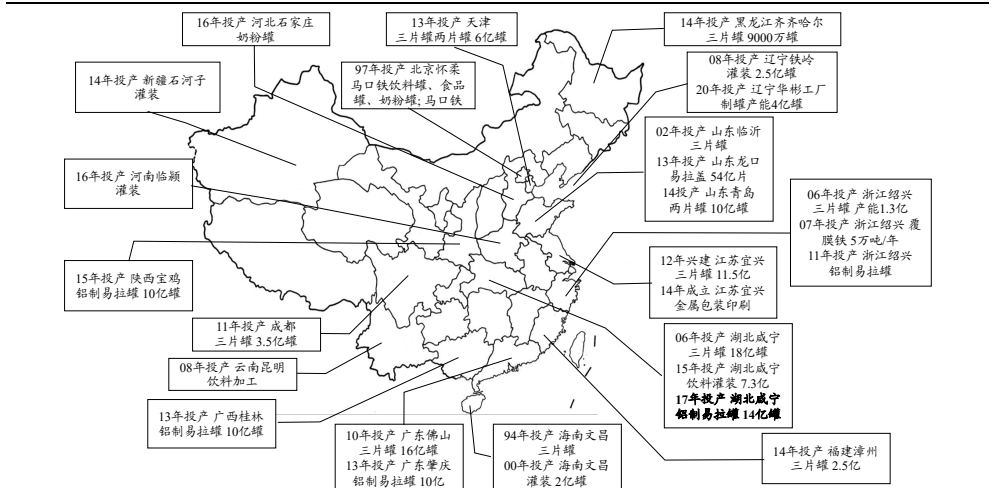 16年投产 河北石家庄
奶粉罐
13年投产 天津
三片罐两片罐 6亿罐
14年投产 黑龙江齐齐哈尔
三片罐 9000万罐
14年投产 新疆石河子
灌装
97年投产 北京怀柔
马口铁饮料罐、食品
罐、奶粉罐; 马口铁
08年投产 辽宁铁岭
灌装 2.5亿罐
20年投产 辽宁华彬工厂
制罐产能4亿罐
02年投产 山东临沂
三片罐
13年投产 山东龙口
易拉盖 54亿片
14投产 山东青岛
两片罐 10亿罐
16年投产 河南临颍
灌装
06年投产 浙江绍兴
三片罐 产能1.3亿
07年投产 浙江绍兴 覆
膜铁 5万吨/年
11年投产 浙江绍兴
铝制易拉罐
15年投产 陕西宝鸡
铝制易拉罐 10亿罐
12年兴建 江苏宜兴
三片罐 11.5亿
14年成立 江苏宜兴
金属包装印刷
11年投产 成都
三片罐 3.5亿罐
06年投产 湖北咸宁
三片罐 18亿罐
15年投产 湖北咸宁
饮料灌装 7.3亿
17年投产 湖北咸宁
铝制易拉罐 14亿罐
08年投产 云南昆明
饮料加工
13年投产 广西桂林
铝制易拉罐 10亿罐
10年投产 广东佛山
三片罐 16亿罐
13年投产 广东肇庆
铝制易拉罐 10亿
94年投产 海南文昌
三片罐
00年投产 海南文昌
灌装 2亿罐
14年投产 福建漳州
三片罐 2.5亿